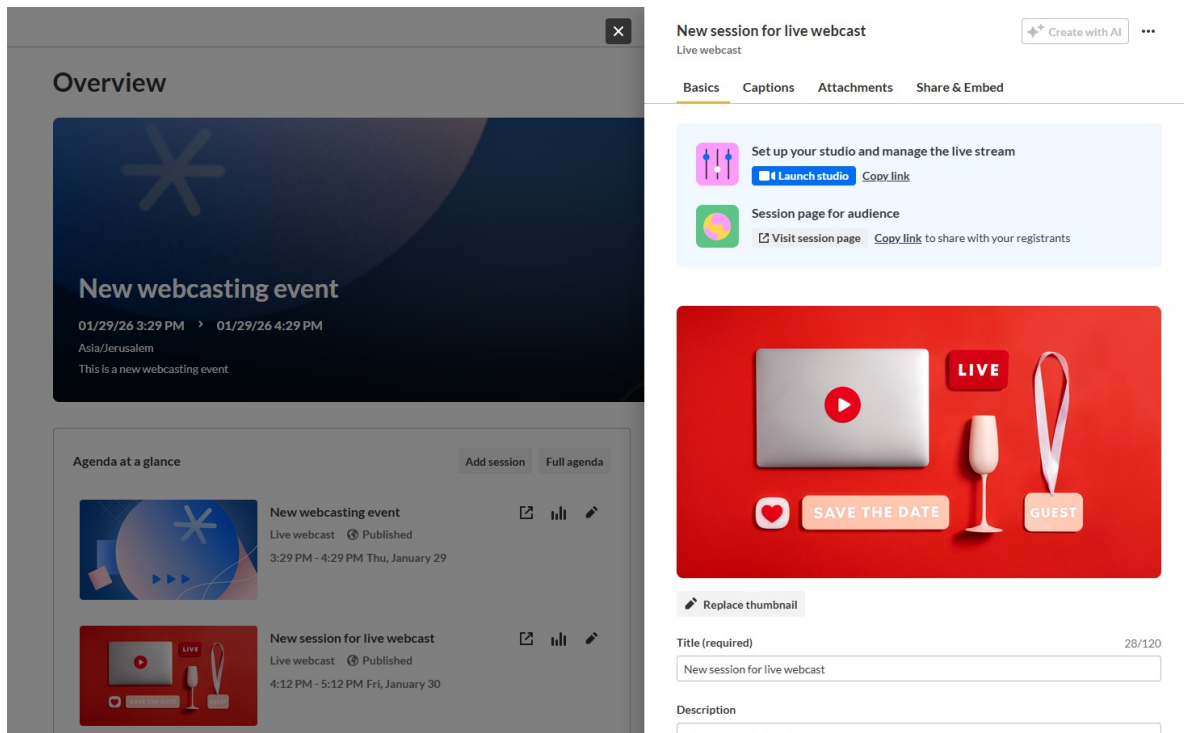 Overview
New webcasting event
01/29/26 3:29 PM > 01/29/26 4:29 PM
Asia/Jerusalem
This is a new webcasting event
Agenda at a glance
Add session
Full agenda
New webcasting event
Live webcast Published
3:29 PM - 4:29 PM Thu, January 29
LIVE
SAVE THE DATE
New session for live webcast
Live webcast Published
4:12 PM - 5:12 PM Fri, January 30
New session for live webcast
Live webcast
Create with AI
Basics
Captions
Attachments
Share & Embed
Set up your studio and manage the live stream
Launch studio Copy link
Session page for audience
Visit session page Copy link to share with your registrants
LIVE
SAVE THE DATE
GUEST
Replace thumbnail
Title (required) 28/120
New session for live webcast
Description